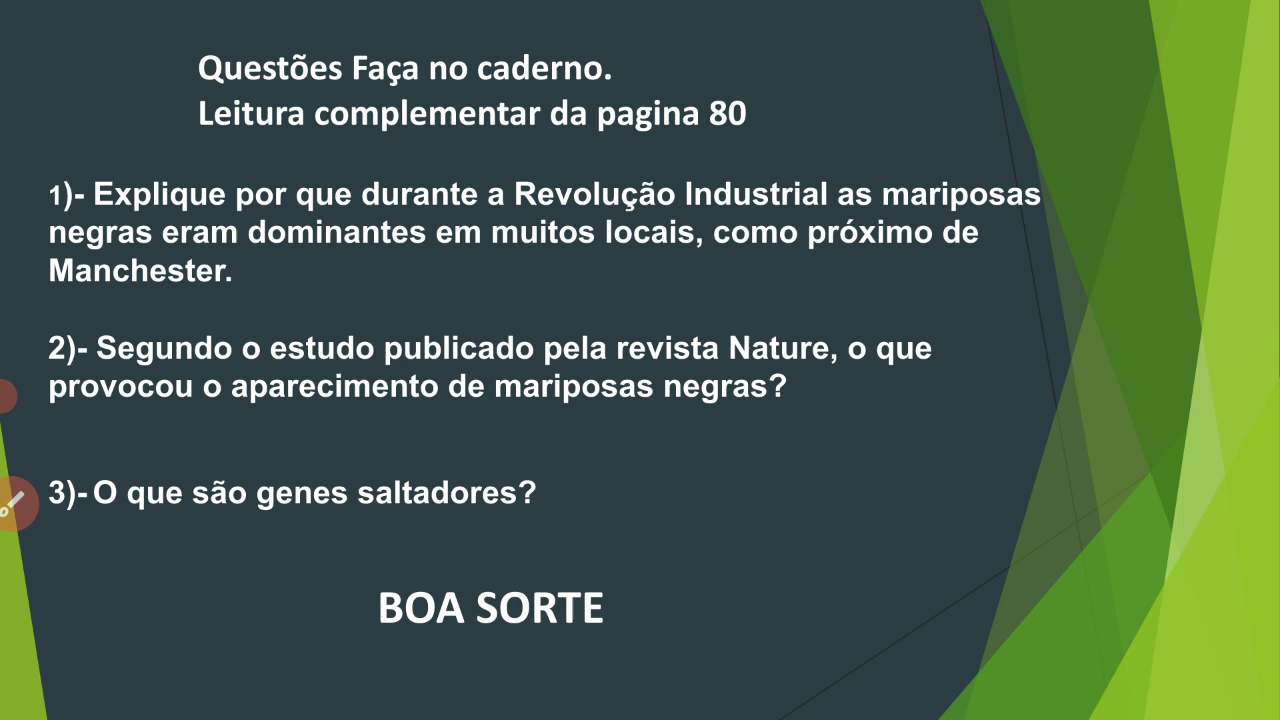 Questões Faça no caderno.
Leitura complementar da pagina 80
1)- Explique por que durante a Revolução Industrial as mariposas
negras eram dominantes em muitos locais, como próximo de
Manchester.
2)- Segundo o estudo publicado pela revista Nature, o que
provocou o aparecimento de mariposas negras?
3)- O que são genes saltadores?
BOA SORTE